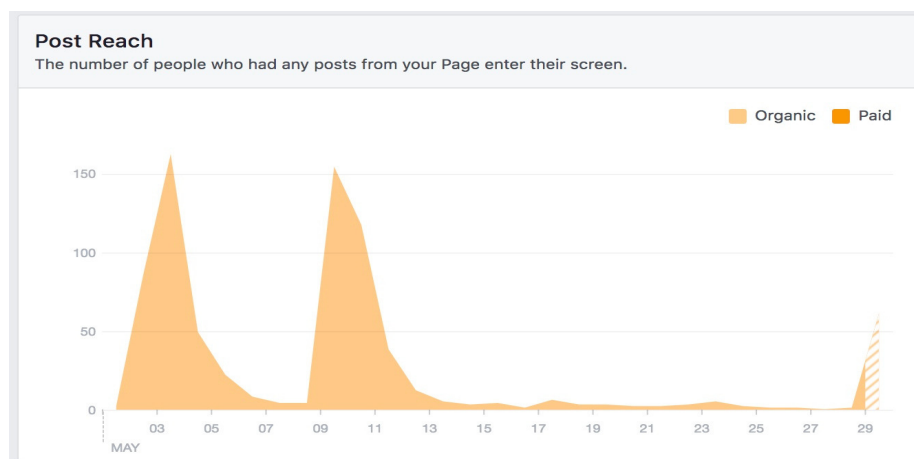 Post Reach
The number of people who had any posts from your Page enter their screen.
Organic Paid
150
100
50
0
03 05 07 09 11 13 15 17 19 21 23 25 27 29
MAY